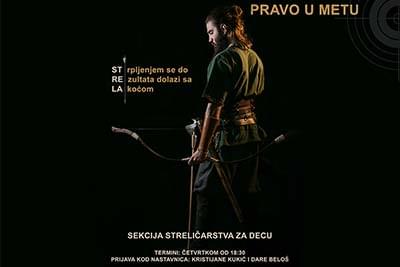 PRAVO U METU
ST rpljenjem se do
RE zultata dolazi sa
LA koćom
SEKCIJA STRELIČARSTVA ZA DECU
TERMINI: ČETVRTKOM OD 18:30
PRIJAVA KOD NASTAVNICA: KRISTIJANE KUKIĆ I DARE BELOŠ